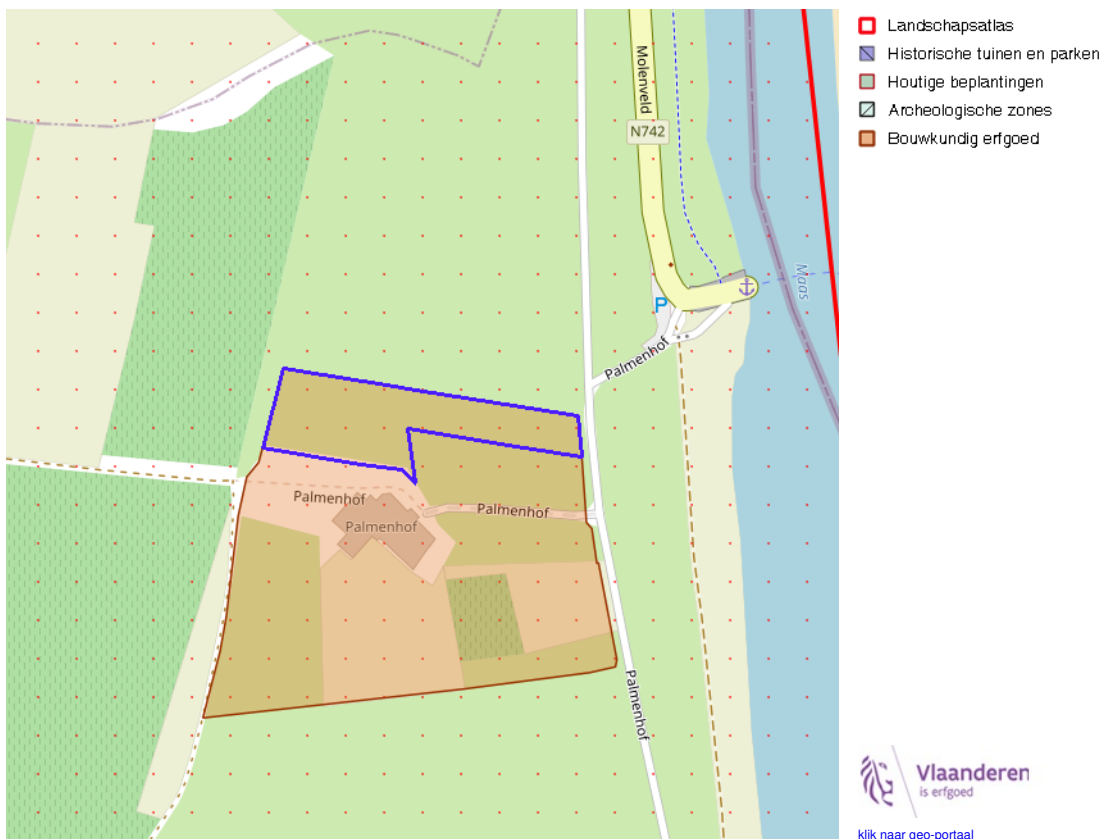 Landschapsatlas
Historische tuinen en parken
Houtige beplantingen
Archeologische zones
Bouwkundig erfgoed
Molenveld
N742
Maas
P
Palmenhof
Palmenhof
Palmenhof
Palmenhof
Palmenhof
Vlaanderen
is erfgoed
klik naar geo-portaal